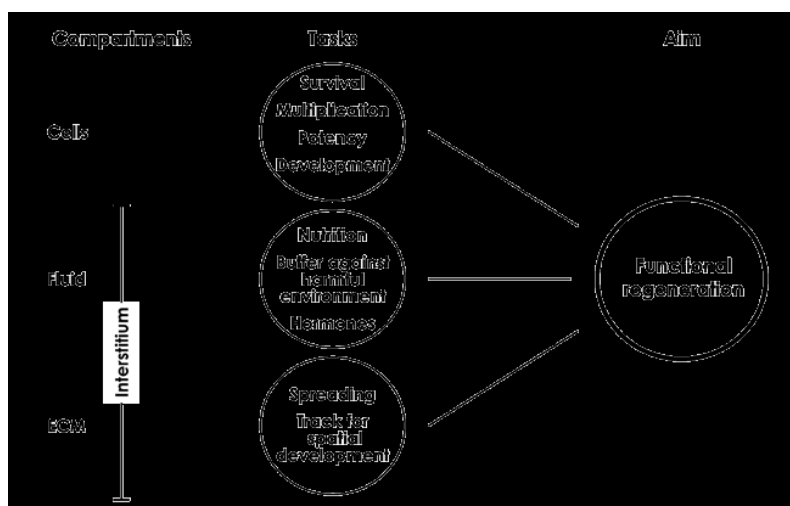 Compartments Tasks Aim
Cells
Survival
Multiplication
Potency
Development
Fluid
Nutrition
Buffer against
harmful
environment
Hormones
Functional
regeneration
Interstitium
ECM
Spreading
Track for
spatial
development